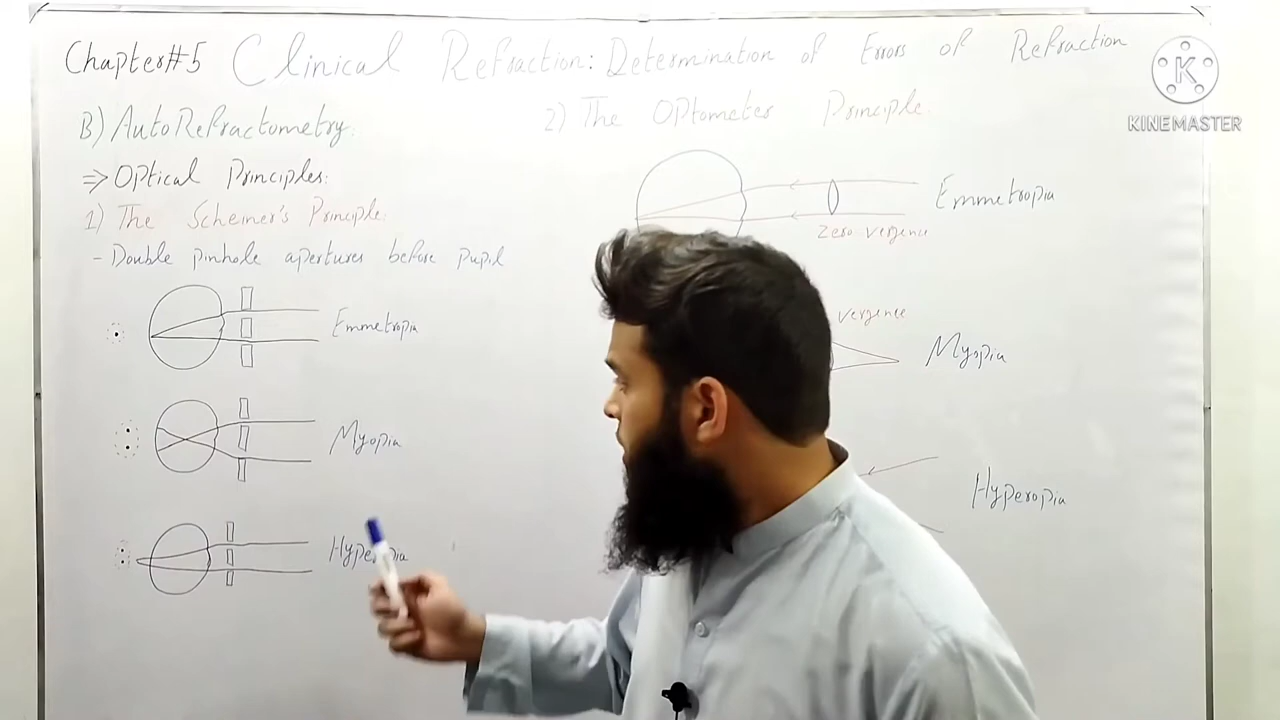 Chapter#5 Clinical Refraction: Determination of Errors of Refraction
B) AutoRefractometry:
⇒ Optical Principles:
1) The Scheiner's Principle:
- Double pinhole apertures before pupil
Emmetropia
Myopia
Hyperopia
2) The Optometer Principle:
Emmetropia
Zero vergence
vergence
Myopia
Hyperopia
K
KINEMASTER